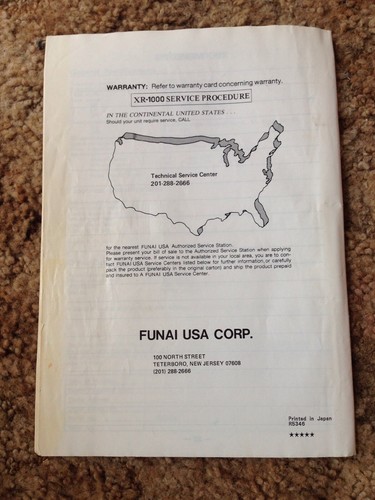 WARRANTY: Refer to warranty card concerning warranty.
XR-1000 SERVICE PROCEDURE
IN THE CONTINENTAL UNITED STATES . . .
Should your unit require service, CALL
Technical Service Center
201-288-2666
for the nearest FUNAI USA Authorized Service Station.
Please present your bill of sale to the Authorized Service Station when applying
for warranty service. If service is not available in your local area, you are to con-
tact FUNAI USA Service Centers listed below for further information, or carefully
pack the product (preferably in the original carton) and ship the product prepaid
and insured to A FUNAI USA Service Center.
FUNAI USA CORP.
100 NORTH STREET
TETERBORO, NEW JERSEY 07608
(201) 288-2666
Printed in Japan
R5346
★★★★★